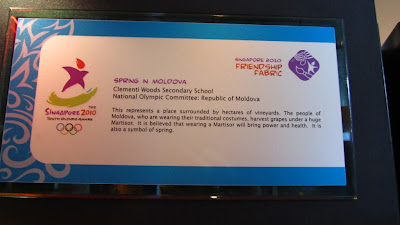 SINGAPORE 2010
FRIENDSHIP
FABRIC
SPRING IN MOLDOVA
Clementi Woods Secondary School
National Olympic Committee: Republic of Moldova
THE
SINGAPORE 2010
YOUTH OLYMPIC GAMES
This represents a place surrounded by hectares of vineyards. The people of
Moldova, who are wearing their traditional costumes, harvest grapes under a huge
Martisor. It is believed that wearing a Martisor will bring power and health. It is
also a symbol of spring.